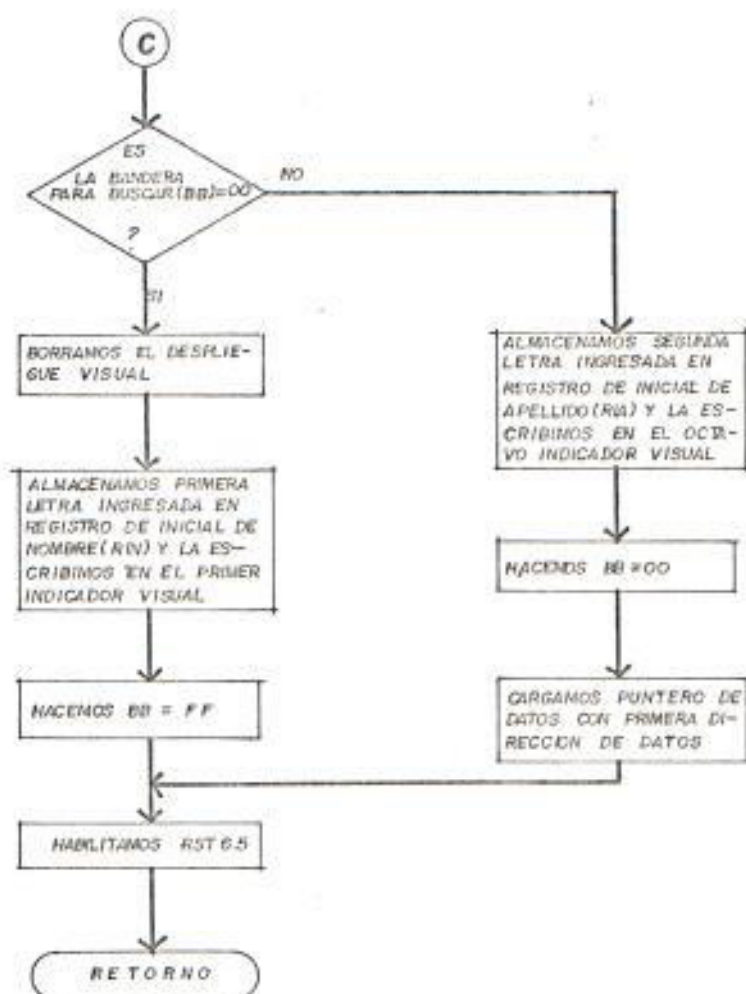 C
ES
LA BANDERA
PARA BUSCAR(BB)=00
?
NO
SI
BORRAMOS EL DESPLIE-
GUE VISUAL
ALMACENAMOS PRIMERA
LETRA INGRESADA EN
REGISTRO DE INICIAL DE
NOMBRE(RIN) Y LA ES-
CRIBIMOS EN EL PRIMER
INDICADOR VISUAL
HACEMOS BB = FF
ALMACENAMOS SEGUNDA
LETRA INGRESADA EN
REGISTRO DE INICIAL DE
APELLIDO(RIA) Y LA ES-
CRIBIMOS EN EL OCTA-
VO INDICADOR VISUAL
HACEMOS BB =00
CARGAMOS PUNTERO DE
DATOS CON PRIMERA DI-
RECCION DE DATOS
HABILITAMOS RST 6.5
RETORNO